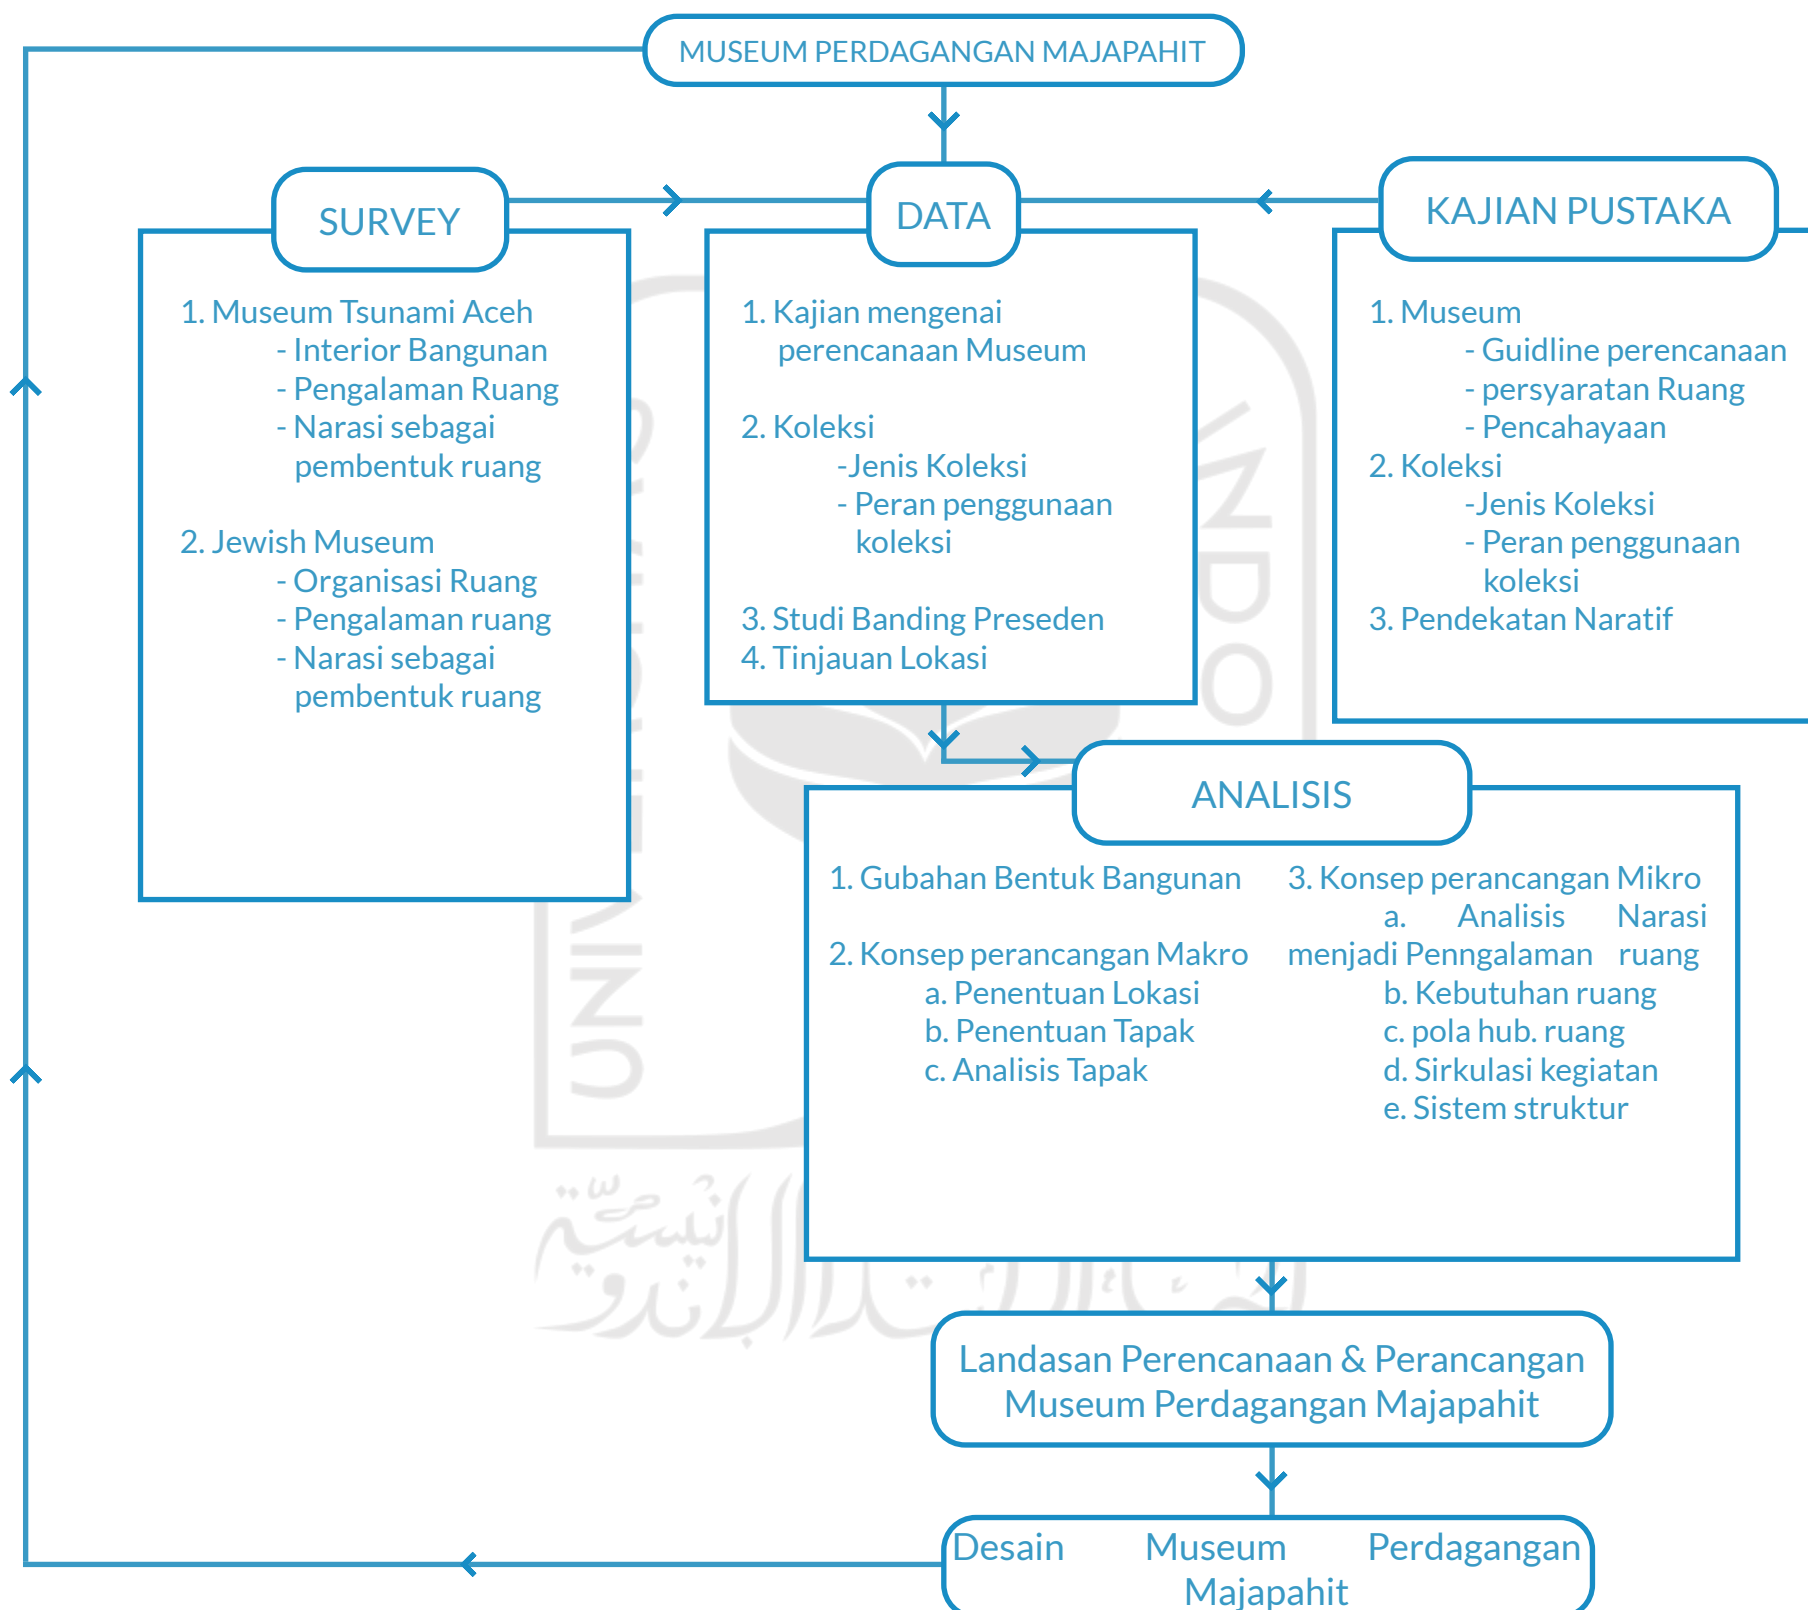 MUSEUM PERDAGANGAN MAJAPAHIT
SURVEY
1. Museum Tsunami Aceh
- Interior Bangunan
- Pengalaman Ruang
- Narasi sebagai
pembentuk ruang
2. Jewish Museum
- Organisasi Ruang
- Pengalaman ruang
- Narasi sebagai
pembentuk ruang
DATA
1. Kajian mengenai
perencanaan Museum
2. Koleksi
-Jenis Koleksi
- Peran penggunaan
koleksi
3. Studi Banding Preseden
4. Tinjauan Lokasi
KAJIAN PUSTAKA
1. Museum
- Guidline perencanaan
- persyaratan Ruang
- Pencahayaan
2. Koleksi
-Jenis Koleksi
- Peran penggunaan
koleksi
3. Pendekatan Naratif
ANALISIS
1. Gubahan Bentuk Bangunan
2. Konsep perancangan Makro
a. Penentuan Lokasi
b. Penentuan Tapak
c. Analisis Tapak
3. Konsep perancangan Mikro
a. Analisis Narasi
menjadi Penngalaman ruang
b. Kebutuhan ruang
c. pola hub. ruang
d. Sirkulasi kegiatan
e. Sistem struktur
Landasan Perencanaan & Perancangan
Museum Perdagangan Majapahit
Desain Museum Perdagangan
Majapahit